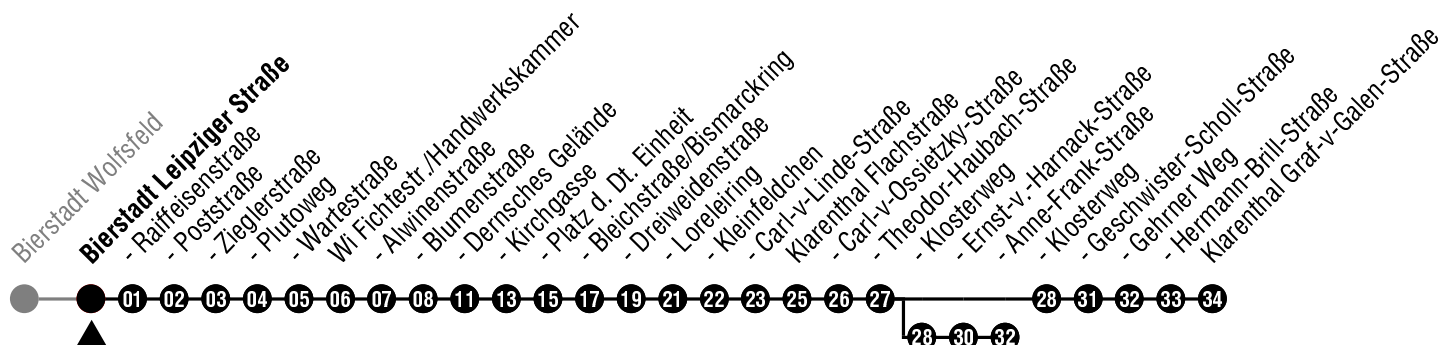 Bierstadt Wolfsfeld
Bierstadt Leipziger Straße
- Raiffeisenstraße
- Poststraße
- Zieglerstraße
- Plutoweg
- Wartestraße
Wi Fichtestr./Handwerkskammer
- Alwinenstraße
- Blumenstraße
- Dernsches Gelände
- Kirchgasse
- Platz d. Dt. Einheit
- Bleichstraße/Bismarckring
- Dreiweidenstraße
- Loreleiring
- Kleinfeldchen
- Carl-v-Linde-Straße
Klarenthal Flachstraße
- Carl-v-Ossietzky-Straße
- Theodor-Haubach-Straße
- Klosterweg
- Ernst-v.-Harnack-Straße
- Anne-Frank-Straße
- Klosterweg
- Geschwister-Scholl-Straße
- Gehrner Weg
- Hermann-Brill-Straße
Klarenthal Graf-v-Galen-Straße
01 02 03 04 05 06 07 08 11 13 15 17 19 21 22 23 25 26 27 28 31 32 33 34
28 30 32